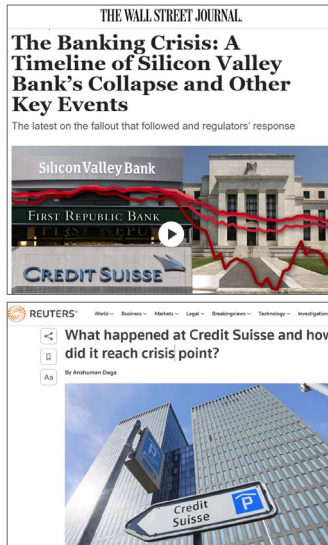 THE WALL STREET JOURNAL.
The Banking Crisis: A
Timeline of Silicon Valley
Bank's Collapse and Other
Key Events
The latest on the fallout that followed and regulators' response
Silicon Valley Bank
FIRST REPUBLIC BANK
CREDIT SUISSE
REUTERS® World Business Markets Legal Breakingviews Technology Investigation
What happened at Credit Suisse and how
did it reach crisis point?
Aa
By Anshuman Daga
P
Credit
Suisse
P